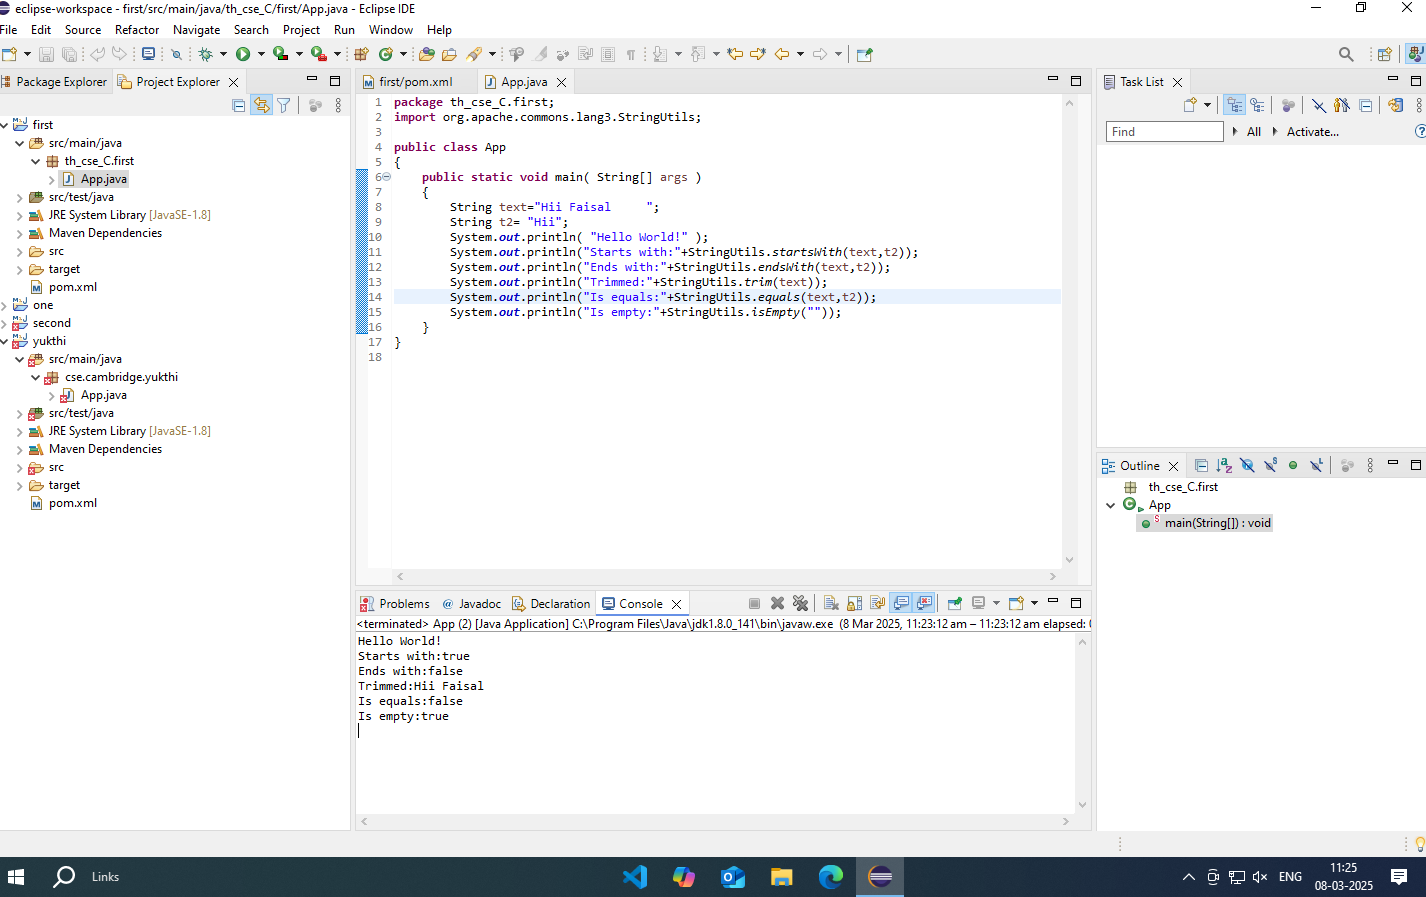 eclipse-workspace - first/src/main/java/th_cse_C/first/App.java - Eclipse IDE
File Edit Source Refactor Navigate Search Project Run Window Help
Package Explorer Project Explorer
first
src/main/java
th_cse_C.first
App.java
src/test/java
JRE System Library [JavaSE-1.8]
Maven Dependencies
src
target
pom.xml
one
second
yukthi
src/main/java
cse.cambridge.yukthi
App.java
src/test/java
JRE System Library [JavaSE-1.8]
Maven Dependencies
src
target
pom.xml
first/pom.xml App.java
1 package th_cse_C.first;
2 import org.apache.commons.lang3.StringUtils;
3
4 public class App
5 {
6 public static void main( String[] args )
7 {
8 String text="Hii Faisal     ";
9 String t2= "Hii";
10 System.out.println( "Hello World!" );
11 System.out.println("Starts with:"+StringUtils.startsWith(text,t2));
12 System.out.println("Ends with:"+StringUtils.endsWith(text,t2));
13 System.out.println("Trimmed:"+StringUtils.trim(text));
14 System.out.println("Is equals:"+StringUtils.equals(text,t2));
15 System.out.println("Is empty:"+StringUtils.isEmpty(""));
16 }
17 }
18
Problems @ Javadoc Declaration Console
<terminated> App (2) [Java Application] C:\Program Files\Java\jdk1.8.0_141\bin\javaw.exe (8 Mar 2025, 11:23:12 am – 11:23:12 am elapsed: 
Hello World!
Starts with:true
Ends with:false
Trimmed:Hii Faisal
Is equals:false
Is empty:true
Task List
Find All Activate...
Outline
th_cse_C.first
App
main(String[]) : void
Links
ENG
11:25
08-03-2025